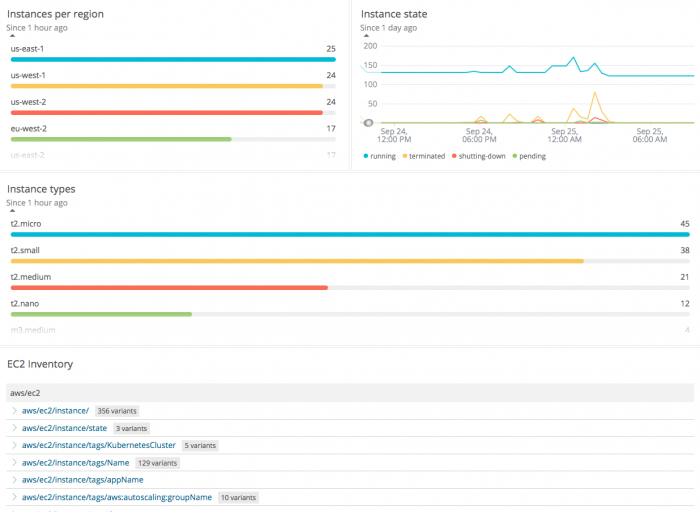 Instances per region
Since 1 hour ago
us-east-1 25
us-west-1 24
us-west-2 24
eu-west-2 17
us-east-2 17
Instance state
Since 1 day ago
200
150
100
50
Sep 24, 12:00 PM
Sep 24, 06:00 PM
Sep 25, 12:00 AM
Sep 25, 06:00 AM
running terminated shutting-down pending
Instance types
Since 1 hour ago
t2.micro 45
t2.small 38
t2.medium 21
t2.nano 12
m3.medium 4
EC2 Inventory
aws/ec2
aws/ec2/instance/ 356 variants
aws/ec2/instance/state 3 variants
aws/ec2/instance/tags/KubernetesCluster 5 variants
aws/ec2/instance/tags/Name 129 variants
aws/ec2/instance/tags/appName
aws/ec2/instance/tags/aws:autoscaling:groupName 10 variants